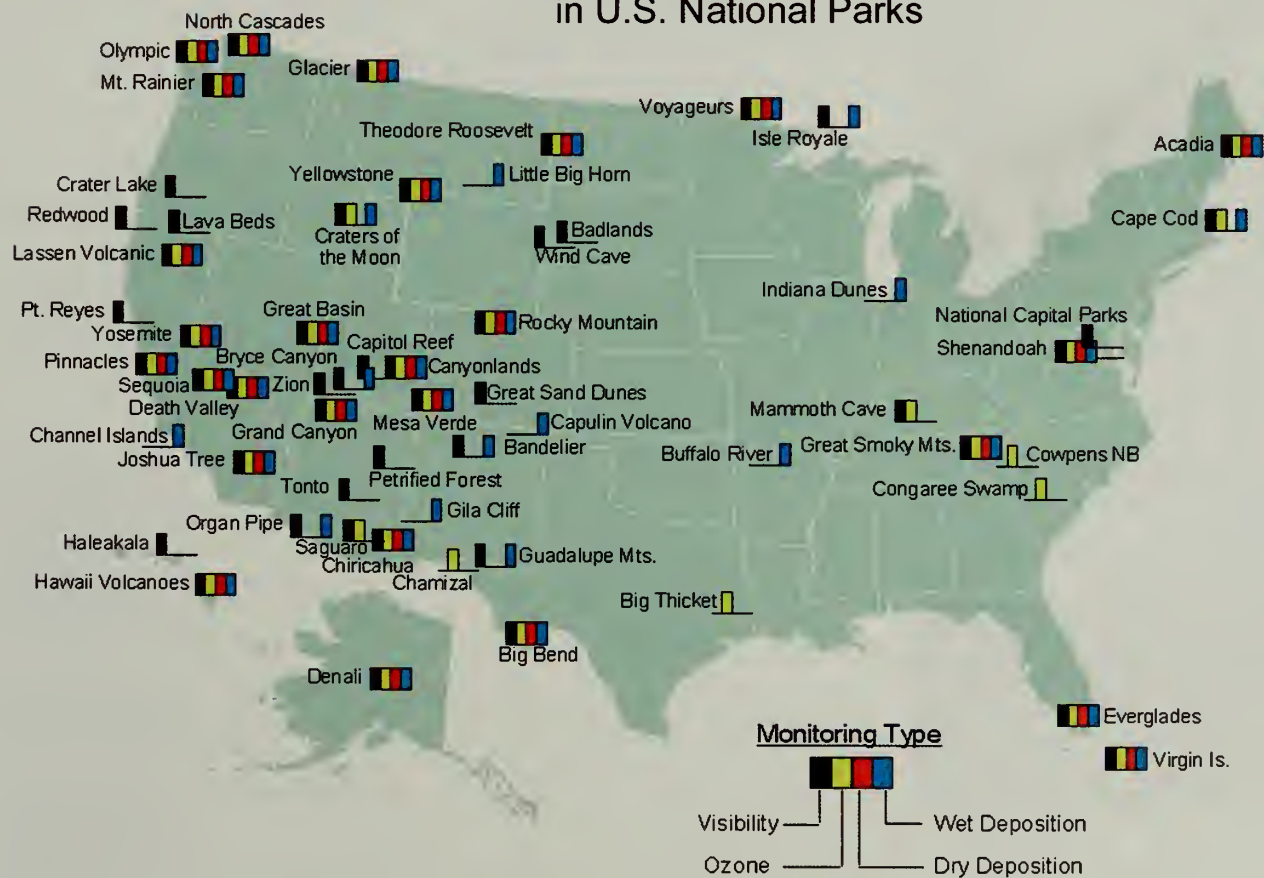 in U.S. National Parks
North Cascades
Olympic
Glacier
Mt. Rainier
Voyageurs
Isle Royale
Theodore Roosevelt
Acadia
Yellowstone
Little Big Horn
Crater Lake
Redwood
Lava Beds
Cape Cod
Craters of
the Moon
Badlands
Wind Cave
Lassen Volcanic
Indiana Dunes
Pt. Reyes
Great Basin
National Capital Parks
Yosemite
Rocky Mountain
Capitol Reef
Shenandoah
Pinnacles
Bryce Canyon
Canyonlands
Sequoia
Zion
Great Sand Dunes
Death Valley
Mesa Verde
Mammoth Cave
Grand Canyon
Capulin Volcano
Channel Islands
Bandelier
Buffalo River
Great Smoky Mts.
Cowpens NB
Joshua Tree
Petrified Forest
Tonto
Congaree Swamp
Gila Cliff
Organ Pipe
Haleakala
Saguaro
Chiricahua
Guadalupe Mts.
Chamizal
Hawaii Volcanoes
Big Thicket
Big Bend
Denali
Everglades
Virgin Is.
Monitoring Type
Visibility
Wet Deposition
Ozone
Dry Deposition